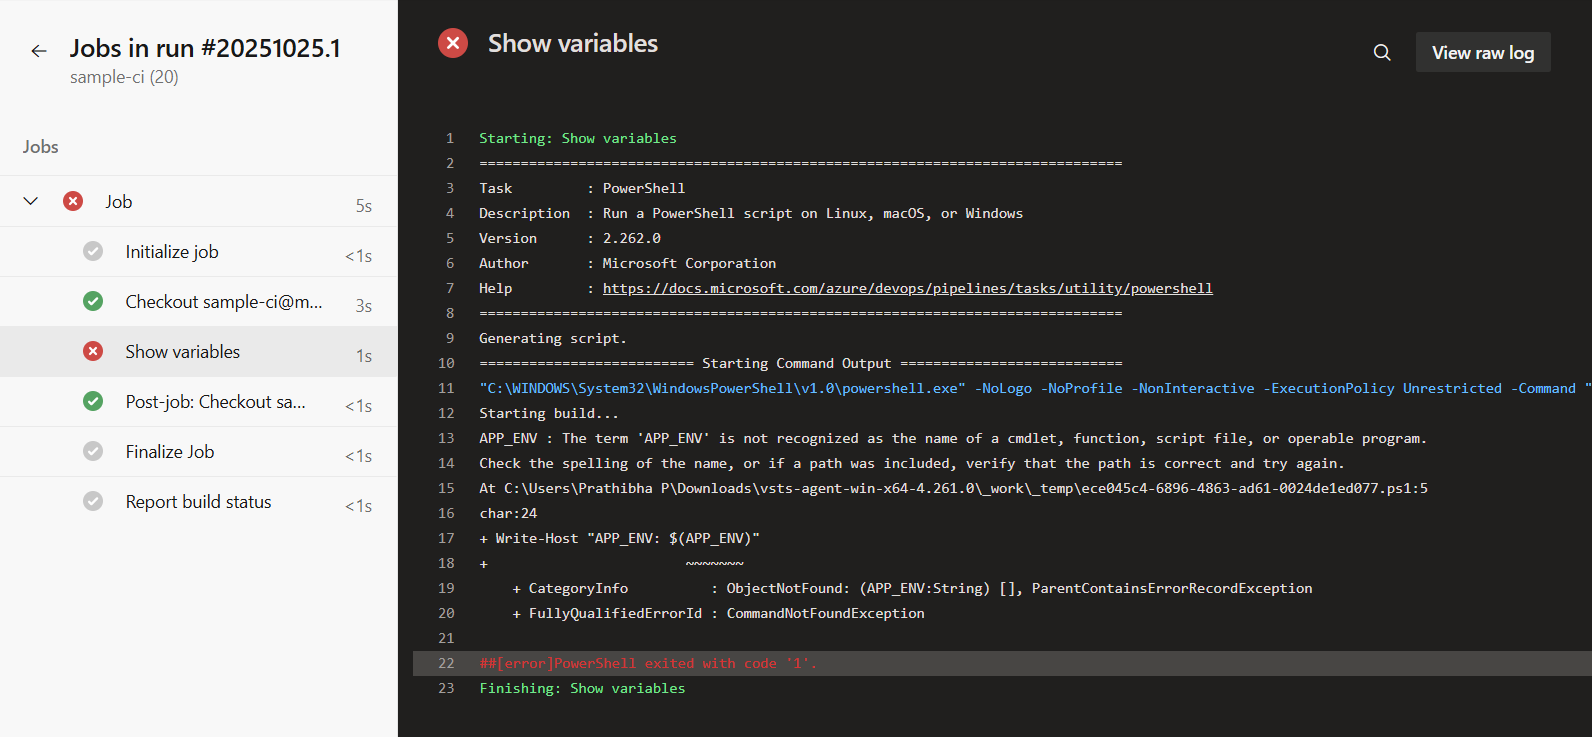 Jobs in run #20251025.1
sample-ci (20)
Jobs
Job 5s
Initialize job <1s
Checkout sample-ci@m... 3s
Show variables 1s
Post-job: Checkout sa... <1s
Finalize Job <1s
Report build status <1s
Show variables
View raw log
1 Starting: Show variables
2 ==============================================================================
3 Task         : PowerShell
4 Description  : Run a PowerShell script on Linux, macOS, or Windows
5 Version      : 2.262.0
6 Author       : Microsoft Corporation
7 Help         : https://docs.microsoft.com/azure/devops/pipelines/tasks/utility/powershell
8 ==============================================================================
9 Generating script.
10 ========================== Starting Command Output ===========================
11 "C:\WINDOWS\System32\WindowsPowerShell\v1.0\powershell.exe" -NoLogo -NoProfile -NonInteractive -ExecutionPolicy Unrestricted -Command "
12 Starting build...
13 APP_ENV : The term 'APP_ENV' is not recognized as the name of a cmdlet, function, script file, or operable program.
14 Check the spelling of the name, or if a path was included, verify that the path is correct and try again.
15 At C:\Users\Prathibha P\Downloads\vsts-agent-win-x64-4.261.0\_work\_temp\ece045c4-6896-4863-ad61-0024de1ed077.ps1:5
16 char:24
17 + Write-Host "APP_ENV: $(APP_ENV)"
18 +                        ~~~~~~~
19     + CategoryInfo          : ObjectNotFound: (APP_ENV:String) [], ParentContainsErrorRecordException
20     + FullyQualifiedErrorId : CommandNotFoundException
21
22 ##[error]PowerShell exited with code '1'.
23 Finishing: Show variables